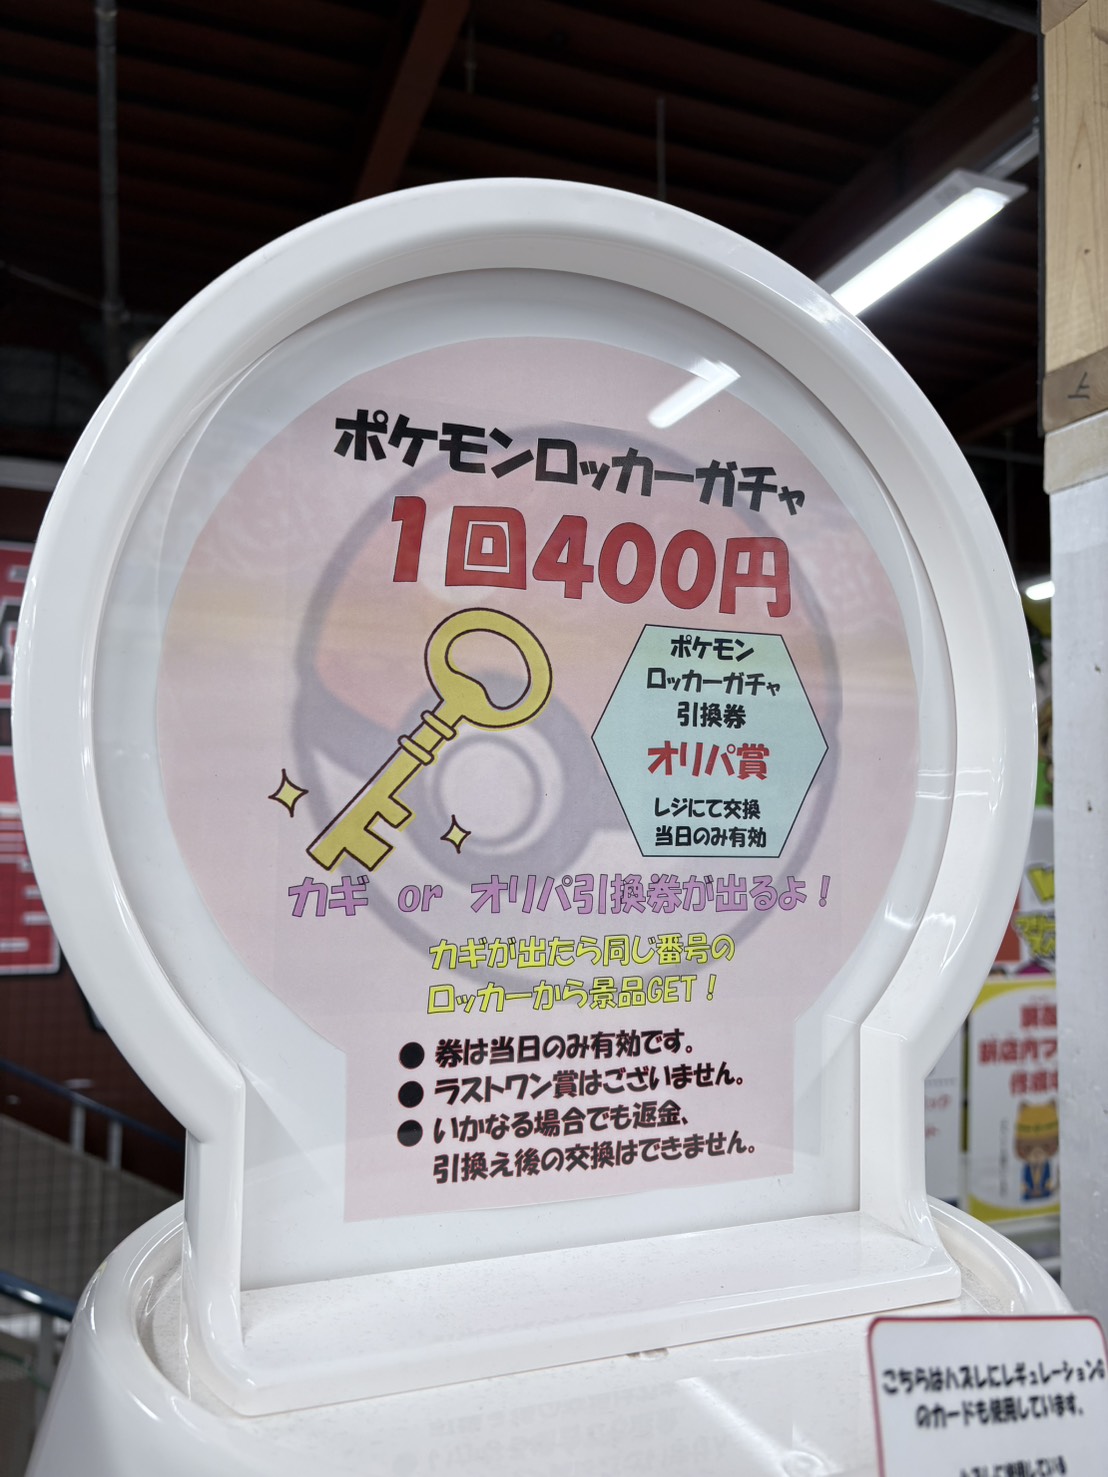 ポケモンロッカーガチャ
1回400円
ポケモン
ロッカーガチャ
引換券
オリパ賞
レジにて交換
当日のみ有効
カギ or オリパ引換券が出るよ!
カギが出たら同じ番号の
ロッカーから景品GET!
● 券は当日のみ有効です。
● ラストワン賞はございません。
● いかなる場合でも返金、
引換え後の交換はできません。
上
こちらはハズレにレギュレーション
のカードも使用しています。